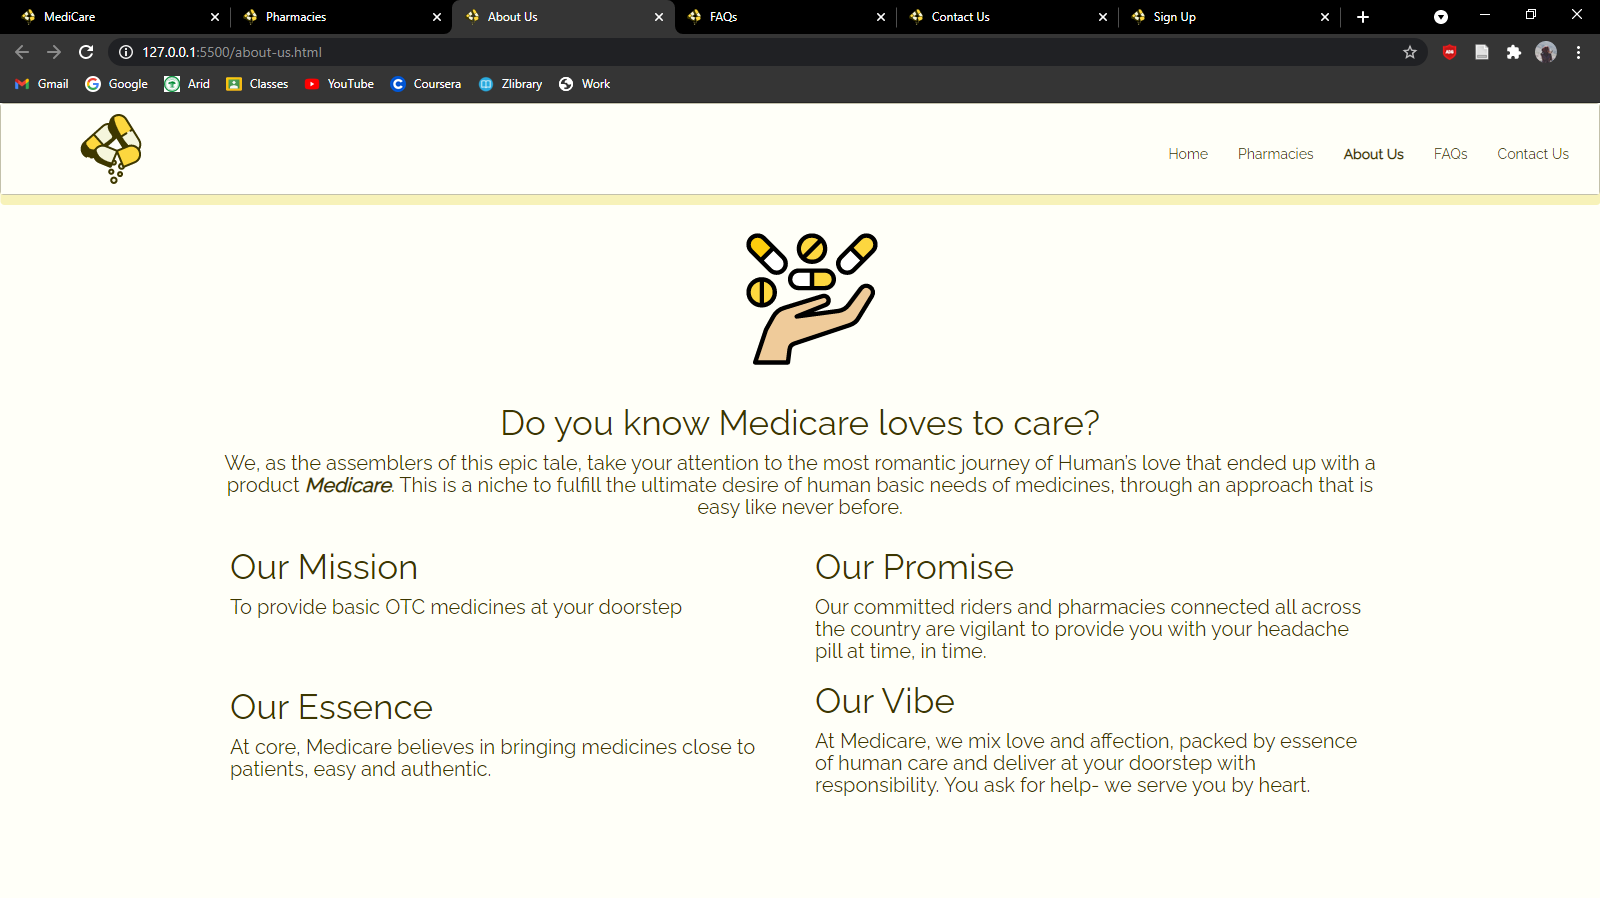 MediCare
Pharmacies
About Us
FAQs
Contact Us
Sign Up
127.0.0.1:5500/about-us.html
Gmail
Google
Arid
Classes
YouTube
Coursera
Zlibrary
Work
Home
Pharmacies
About Us
FAQs
Contact Us
Do you know Medicare loves to care?
We, as the assemblers of this epic tale, take your attention to the most romantic journey of Human's love that ended up with a
product Medicare. This is a niche to fulfill the ultimate desire of human basic needs of medicines, through an approach that is
easy like never before.
Our Mission
To provide basic OTC medicines at your doorstep
Our Promise
Our committed riders and pharmacies connected all across
the country are vigilant to provide you with your headache
pill at time, in time.
Our Essence
At core, Medicare believes in bringing medicines close to
patients, easy and authentic.
Our Vibe
At Medicare, we mix love and affection, packed by essence
of human care and deliver at your doorstep with
responsibility. You ask for help- we serve you by heart.